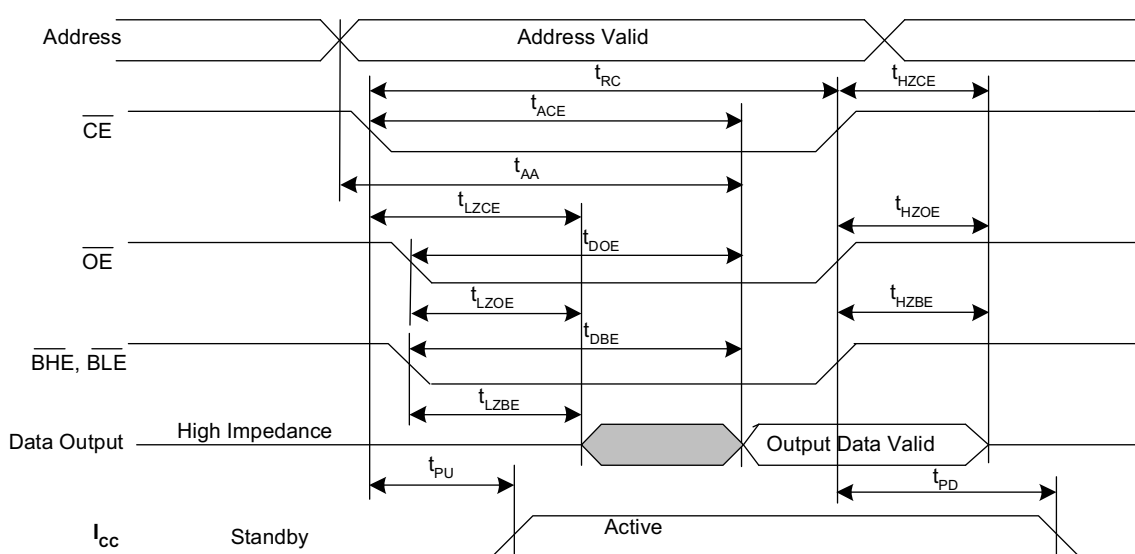 Address Address Valid
tRC tHZCE
tACE
CE
tAA
tLZCE tHZOE
OE tDOE
tLZOE tHZBE
tDBE
BHE, BLE
tLZBE
Data Output High Impedance Output Data Valid
tPU tPD
ICC Standby Active